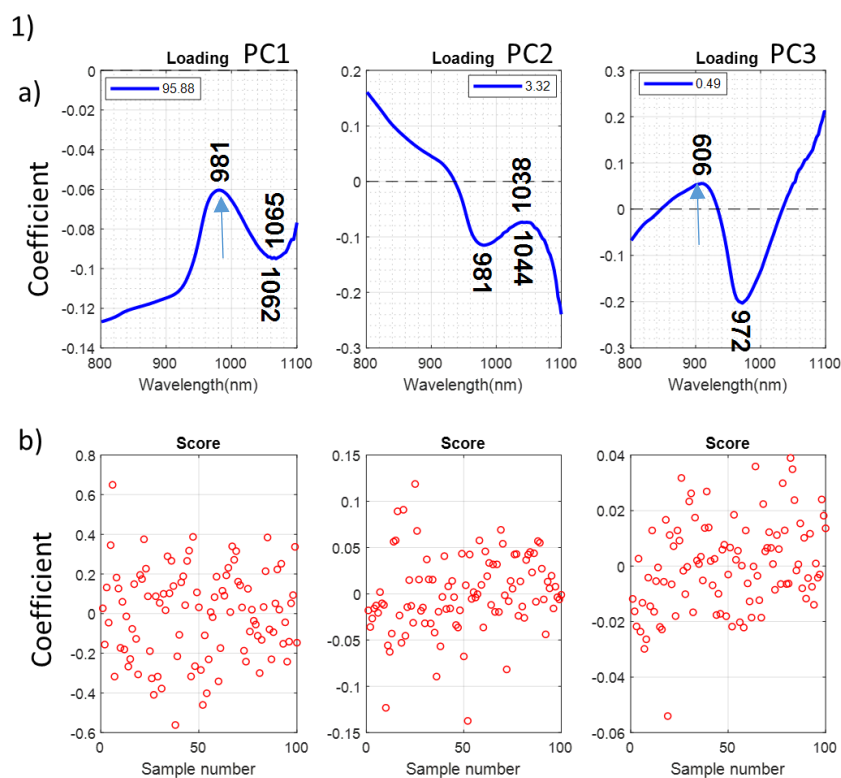 1)
a)
Loading PC1
Loading PC2
Loading PC3
95.88
3.32
0.49
Coefficient
0
-0.02
-0.04
-0.06
-0.08
-0.1
-0.12
-0.14
981
1065
1062
800 900 1000 1100
Wavelength(nm)
0.2
0.1
0
-0.1
-0.2
-0.3
981
1038
1044
800 900 1000 1100
Wavelength(nm)
0.3
0.2
0.1
0
-0.1
-0.2
-0.3
909
972
800 900 1000 1100
Wavelength(nm)
b)
Score
Score
Score
Coefficient
0.8
0.6
0.4
0.2
0
-0.2
-0.4
-0.6
0 50 100
Sample number
0.15
0.1
0.05
0
-0.05
-0.1
-0.15
0 50 100
Sample number
0.04
0.02
0
-0.02
-0.04
-0.06
0 50 100
Sample number